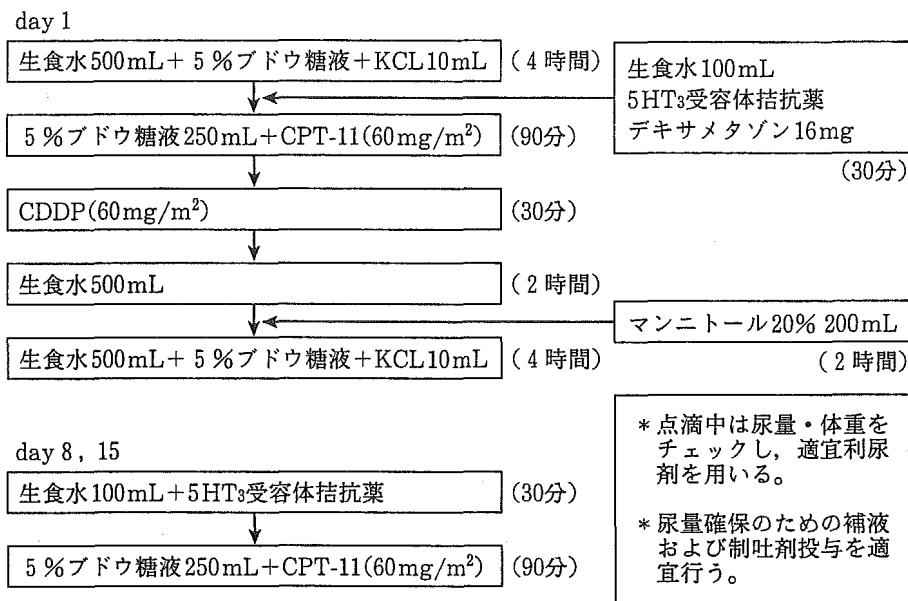 day 1
生食水500mL+5%ブドウ糖液+KCL10mL (4時間)
生食水100mL
5HT₃受容体拮抗薬
デキサメタゾン16mg
(30分)
5%ブドウ糖液250mL+CPT-11(60mg/m²) (90分)
CDDP(60mg/m²) (30分)
生食水500mL (2時間)
マンニトール20% 200mL
(2時間)
生食水500mL+5%ブドウ糖液+KCL10mL (4時間)
day 8, 15
生食水100mL+5HT₃受容体拮抗薬 (30分)
5%ブドウ糖液250mL+CPT-11(60mg/m²) (90分)
*点滴中は尿量・体重を
チェックし,適宜利尿
剤を用いる。
*尿量確保のための補液
および制吐剤投与を適
宜行う。